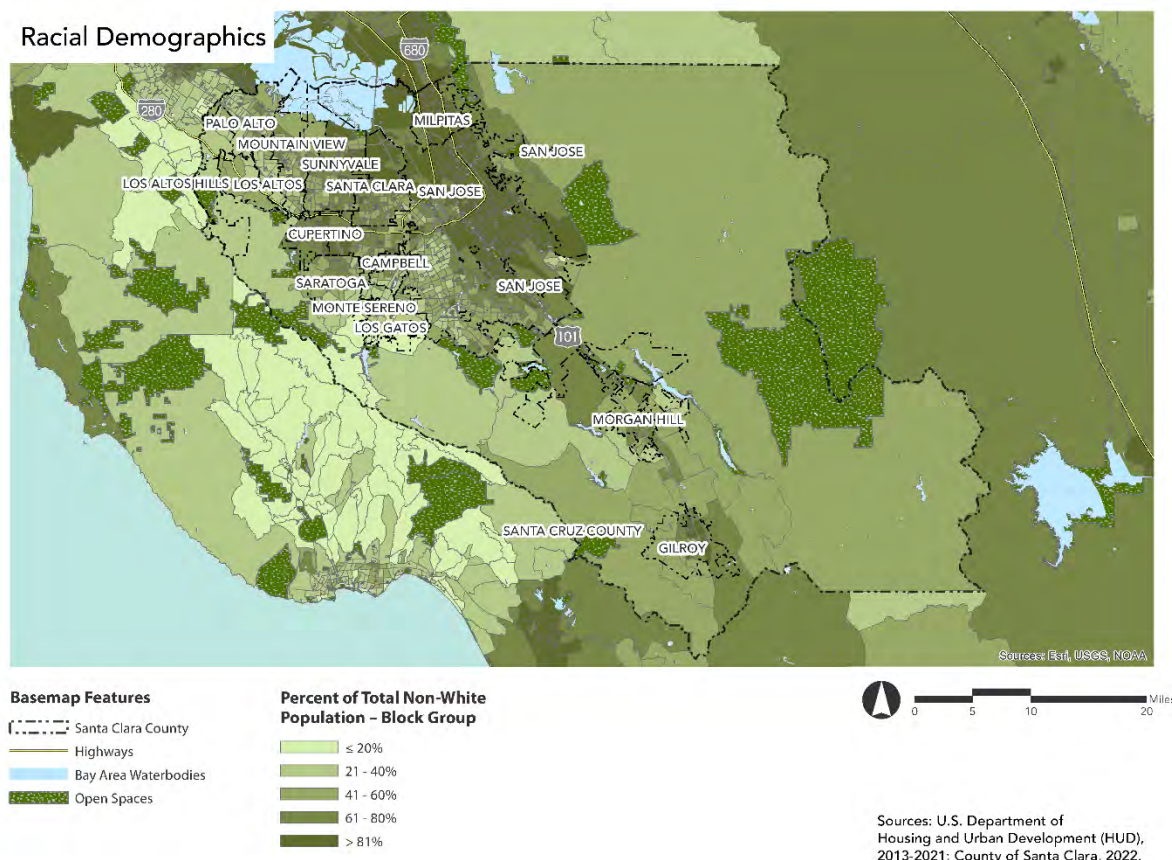 Racial Demographics
680
280
PALO ALTO
MILPITAS
MOUNTAIN VIEW
SUNNYVALE
SAN JOSE
LOS ALTOS HILLS
LOS ALTOS
SANTA CLARA
SAN JOSE
CUPERTINO
CAMPBELL
SARATOGA
SAN JOSE
MONTE SERENO
LOS GATOS
101
MORGAN HILL
SANTA CRUZ COUNTY
GILROY
Sources: Esri, USGS, NOAA
Basemap Features
Santa Clara County
Highways
Bay Area Waterbodies
Open Spaces
Percent of Total Non-White
Population – Block Group
≤ 20%
21 - 40%
41 - 60%
61 - 80%
> 81%
Miles
0 5 10 20
Sources: U.S. Department of
Housing and Urban Development (HUD),
2013-2021; County of Santa Clara, 2022.